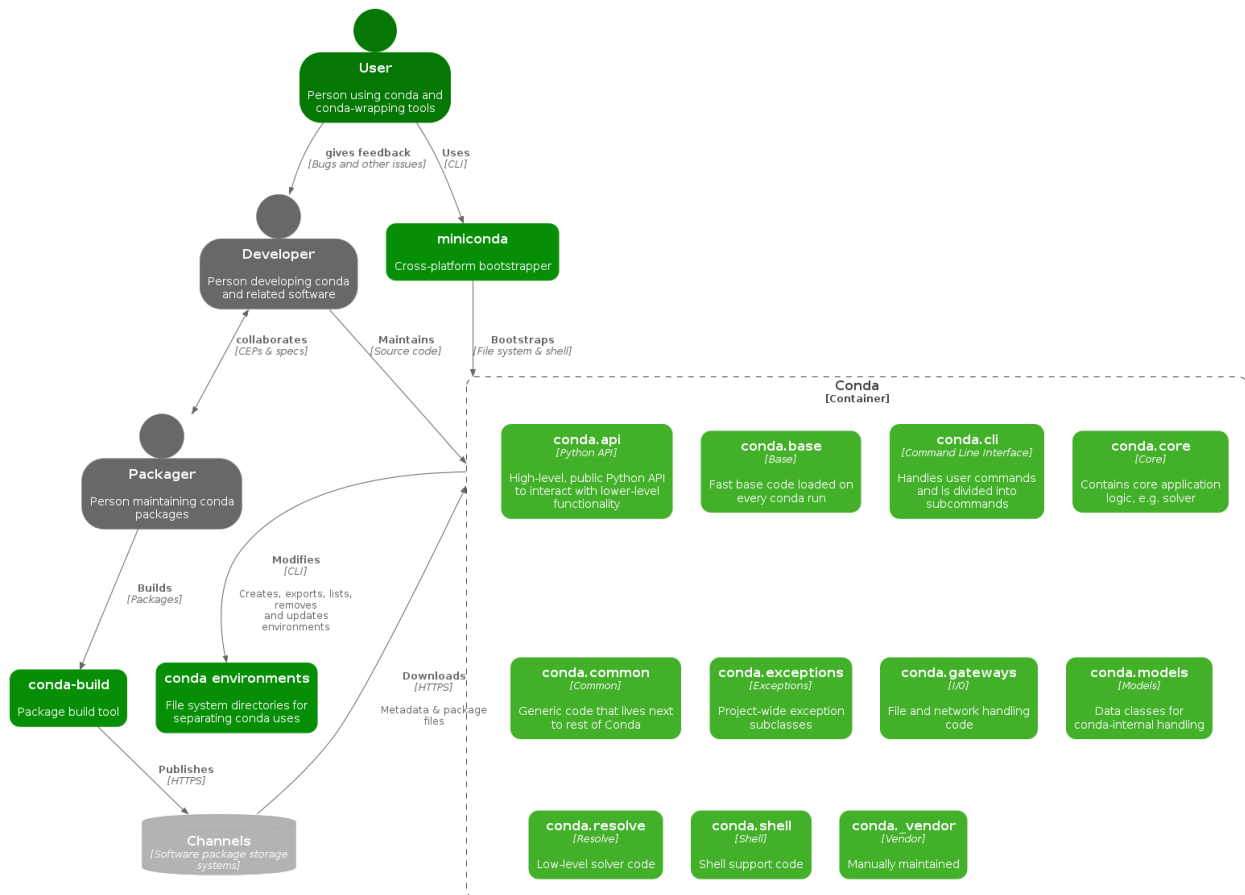 User
Person using conda and
conda-wrapping tools
gives feedback
[Bugs and other issues]
Uses
[CLI]
Developer
Person developing conda
and related software
miniconda
Cross-platform bootstrapper
collaborates
[CEPs & specs]
Maintains
[Source code]
Bootstraps
[File system & shell]
Conda
[Container]
conda.api
[Python API]
High-level, public Python API
to interact with lower-level
functionality
conda.base
[Base]
Fast base code loaded on
every conda run
conda.cli
[Command Line Interface]
Handles user commands
and is divided into
subcommands
conda.core
[Core]
Contains core application
logic, e.g. solver
Packager
Person maintaining conda
packages
Modifies
[CLI]
Creates, exports, lists,
removes
and updates
environments
Builds
[Packages]
conda-build
Package build tool
conda environments
File system directories for
separating conda uses
Downloads
[HTTPS]
Metadata & package
files
conda.common
[Common]
Generic code that lives next
to rest of Conda
conda.exceptions
[Exceptions]
Project-wide exception
subclasses
conda.gateways
[I/0]
File and network handling
code
conda.models
[Models]
Data classes for
conda-internal handling
Publishes
[HTTPS]
Channels
[Software package storage
systems]
conda.resolve
[Resolve]
Low-level solver code
conda.shell
[Shell]
Shell support code
conda._vendor
[Vendor]
Manually maintained